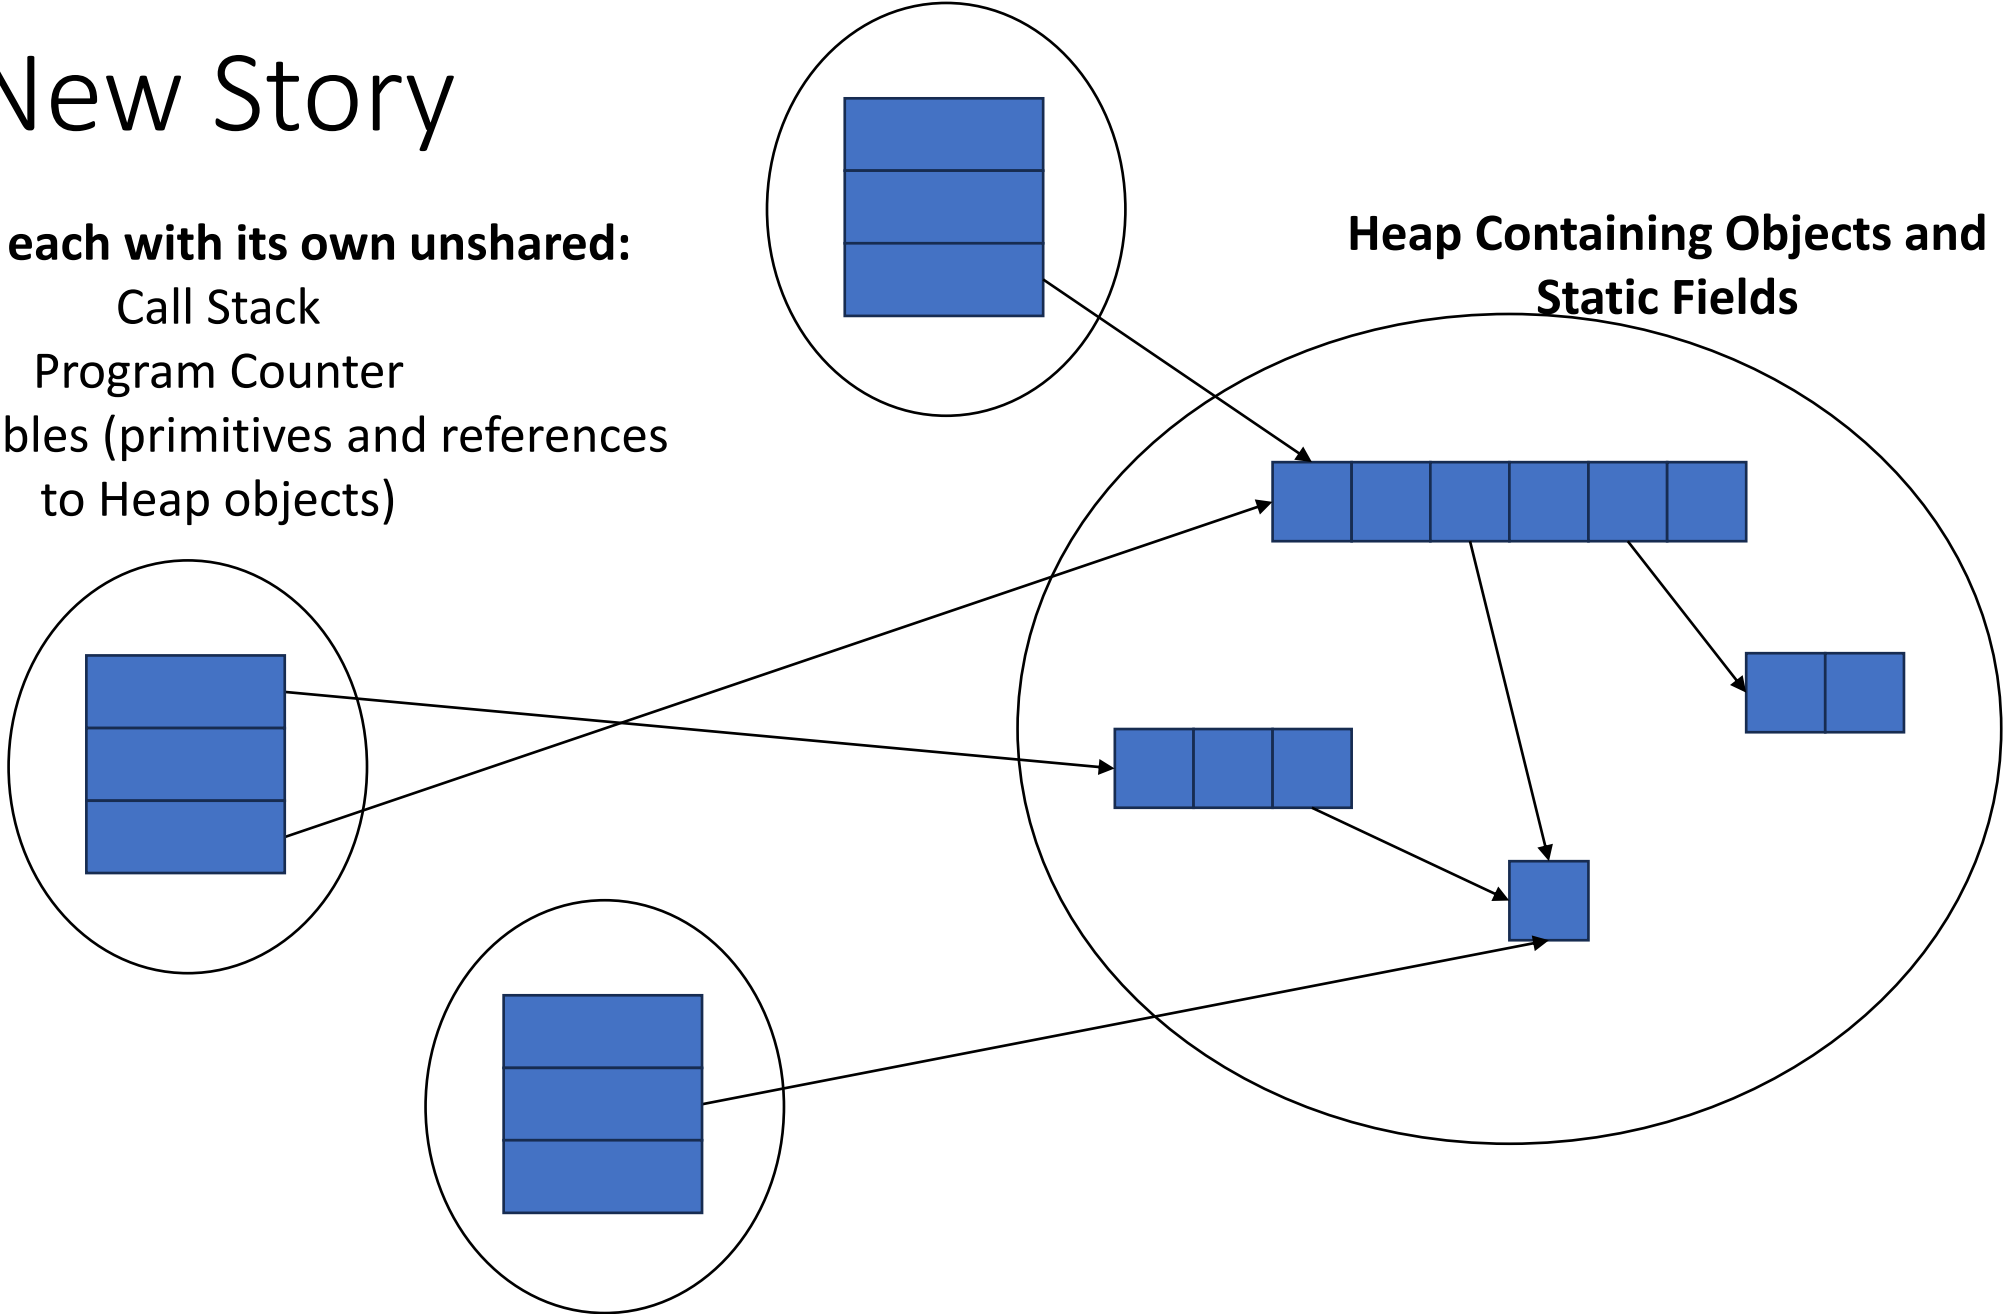 New Story
each with its own unshared:
Call Stack
Program Counter
bles (primitives and references
to Heap objects)
Heap Containing Objects and
Static Fields